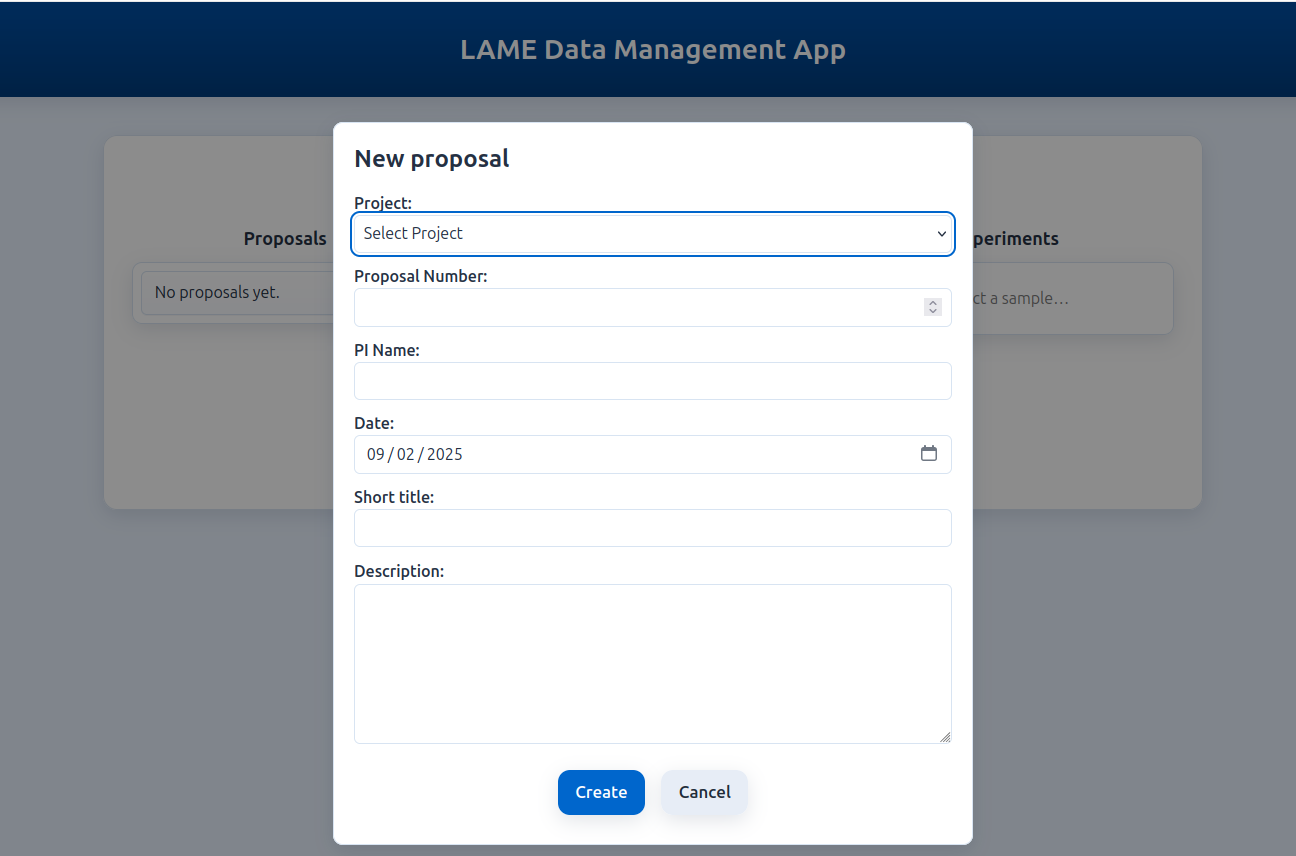 LAME Data Management App
New proposal
Project:
Select Project
Proposals
periments
Proposal Number:
No proposals yet.
ct a sample...
PI Name:
Date:
09/02/2025
Short title:
Description:
Create
Cancel